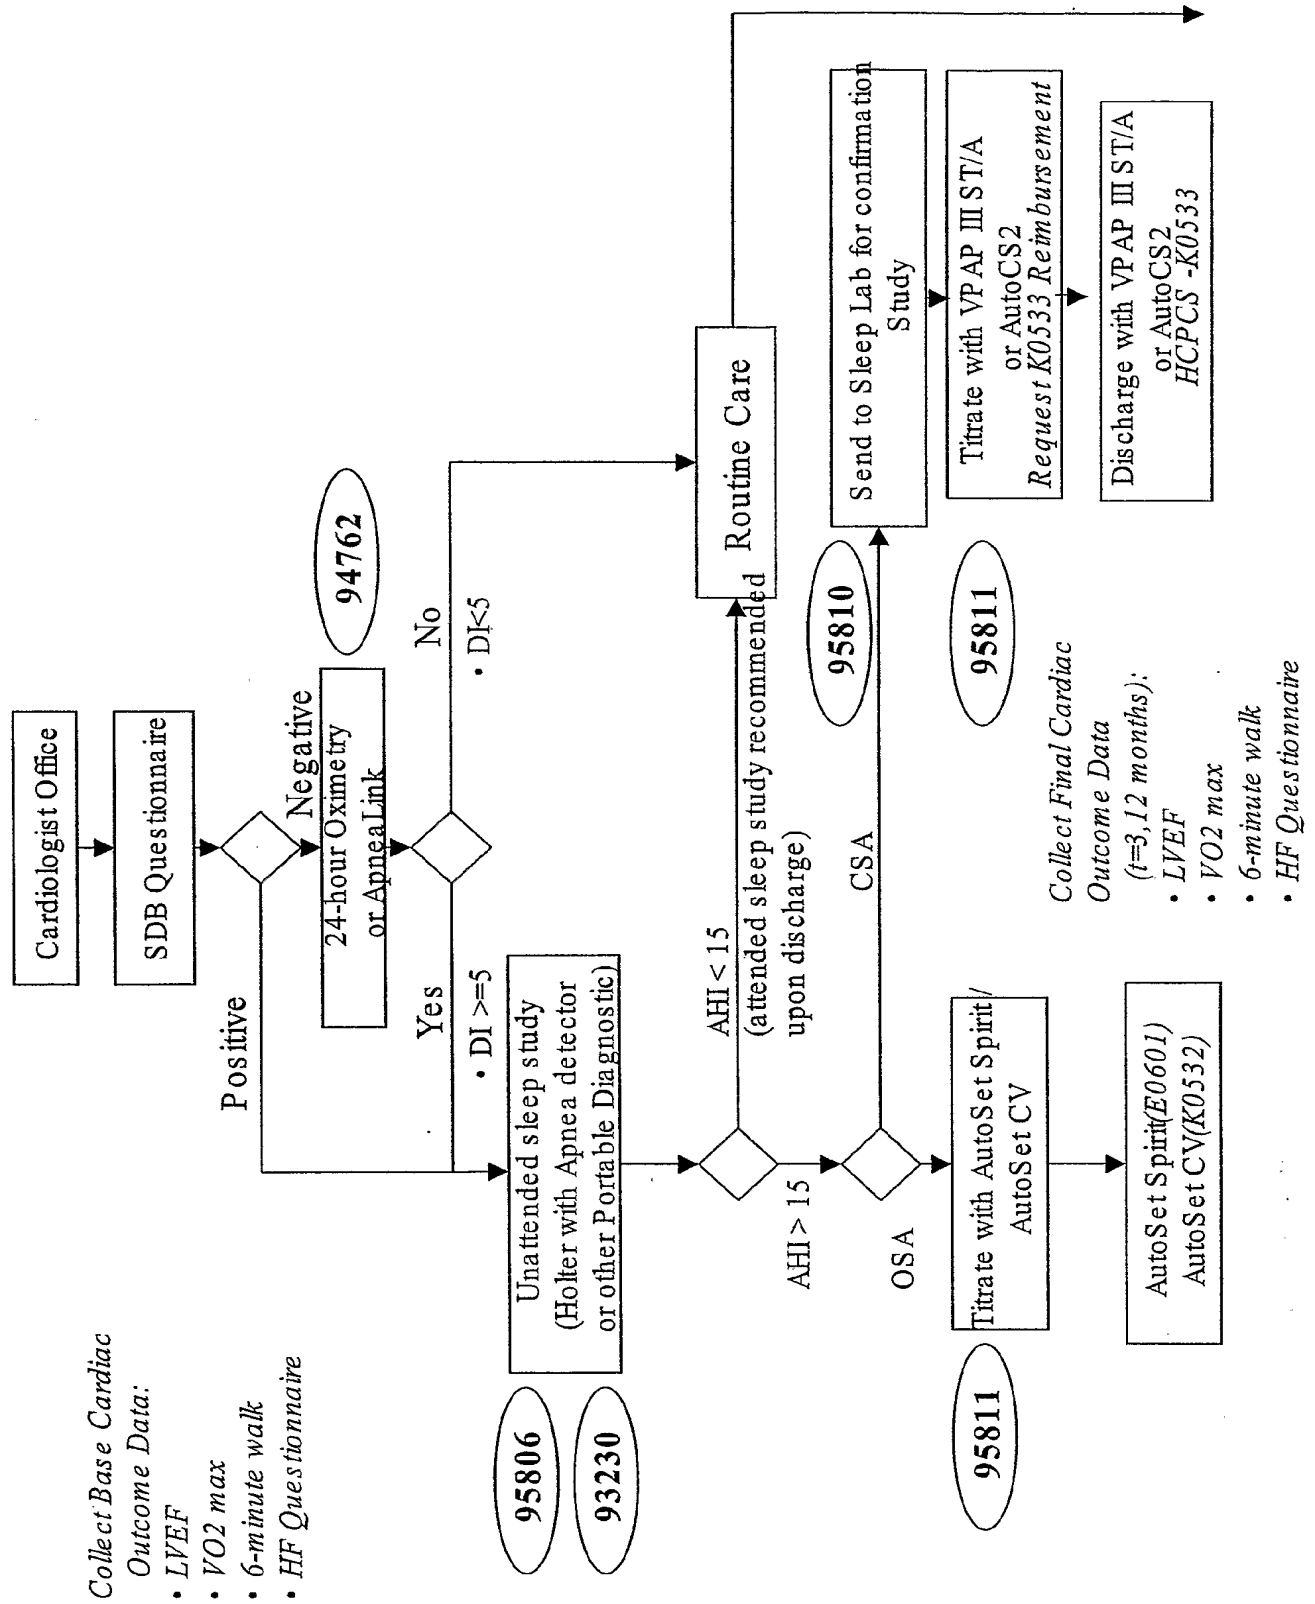 Collect Base Cardiac
Outcome Data:
• LVEF
• VO2 max
• 6-minute walk
• HF Questionnaire
Cardiologist Office
SDB Questionnaire
Positive
Negative
24-hour Oximetry
or ApneaLink
94762
Yes
• DI >=5
No
• DI<5
95806
93230
Unattended sleep study
(Holter with Apnea detector
or other Portable Diagnostic)
AHI < 15
(attended sleep study recommended
upon discharge)
Routine Care
AHI > 15
CSA
OSA
95810
Send to Sleep Lab for confirmation
Study
95811
Titrate with AutoSet Spirit /
AutoSet CV
95811
Titrate with VPAP III ST/A
or AutoCS2
Request K0533 Reimbursement
AutoSet Spirit(E0601)
AutoSet CV(K0532)
Collect Final Cardiac
Outcome Data
(t=3,12 months):
• LVEF
• VO2 max
• 6-minute walk
• HF Questionnaire
Discharge with VPAP III ST/A
or AutoCS2
HCPCS -K0533